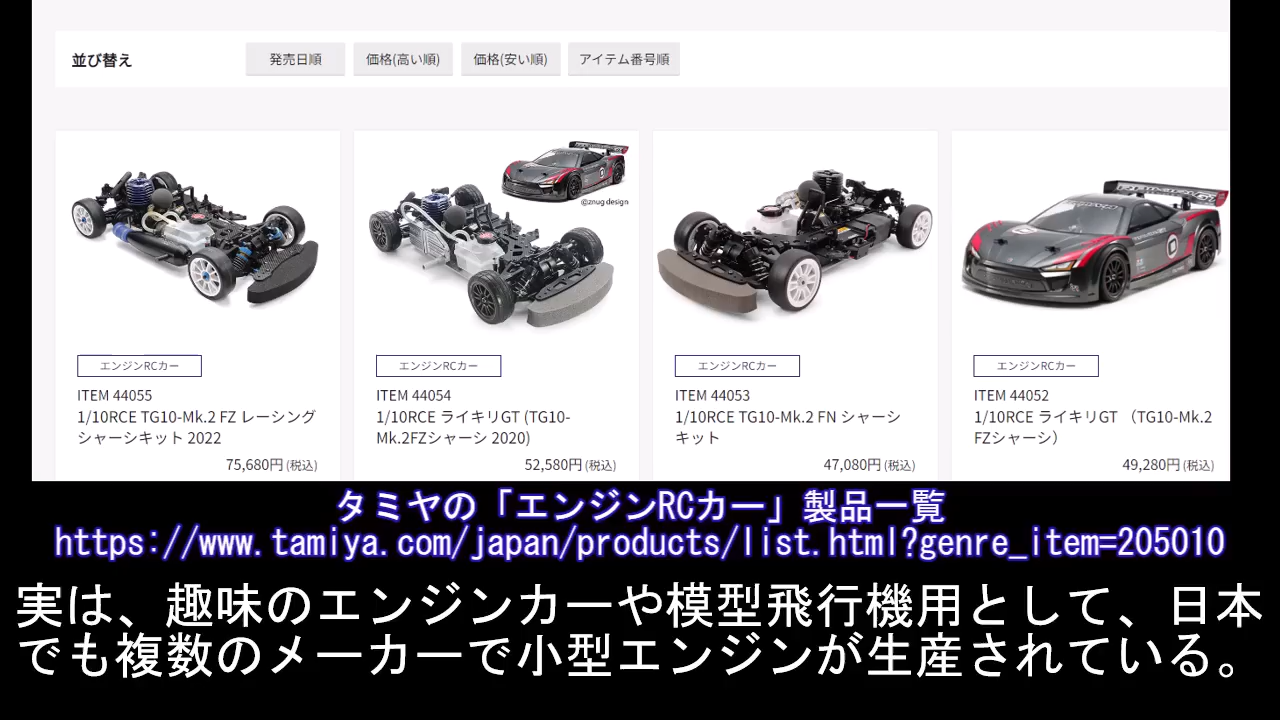 並び替え
発売日順
価格(高い順)
価格(安い順)
アイテム番号順
@znug design
エンジンRCカー
ITEM 44055
1/10RCE TG10-Mk.2 FZ レーシング
シャーシキット 2022
75,680円(税込)
エンジンRCカー
ITEM 44054
1/10RCE ライキリGT (TG10-
Mk.2FZシャーシ 2020)
52,580円(税込)
エンジンRCカー
ITEM 44053
1/10RCE TG10-Mk.2 FN シャーシ
キット
47,080円(税込)
エンジンRCカー
ITEM 44052
1/10RCE ライキリGT （TG10-Mk.2
FZシャーシ）
49,280円(税込)
タミヤの「エンジンRCカー」製品一覧
https://www.tamiya.com/japan/products/list.html?genre_item=205010
実は、趣味のエンジンカーや模型飛行機用として、日本
でも複数のメーカーで小型エンジンが生産されている。